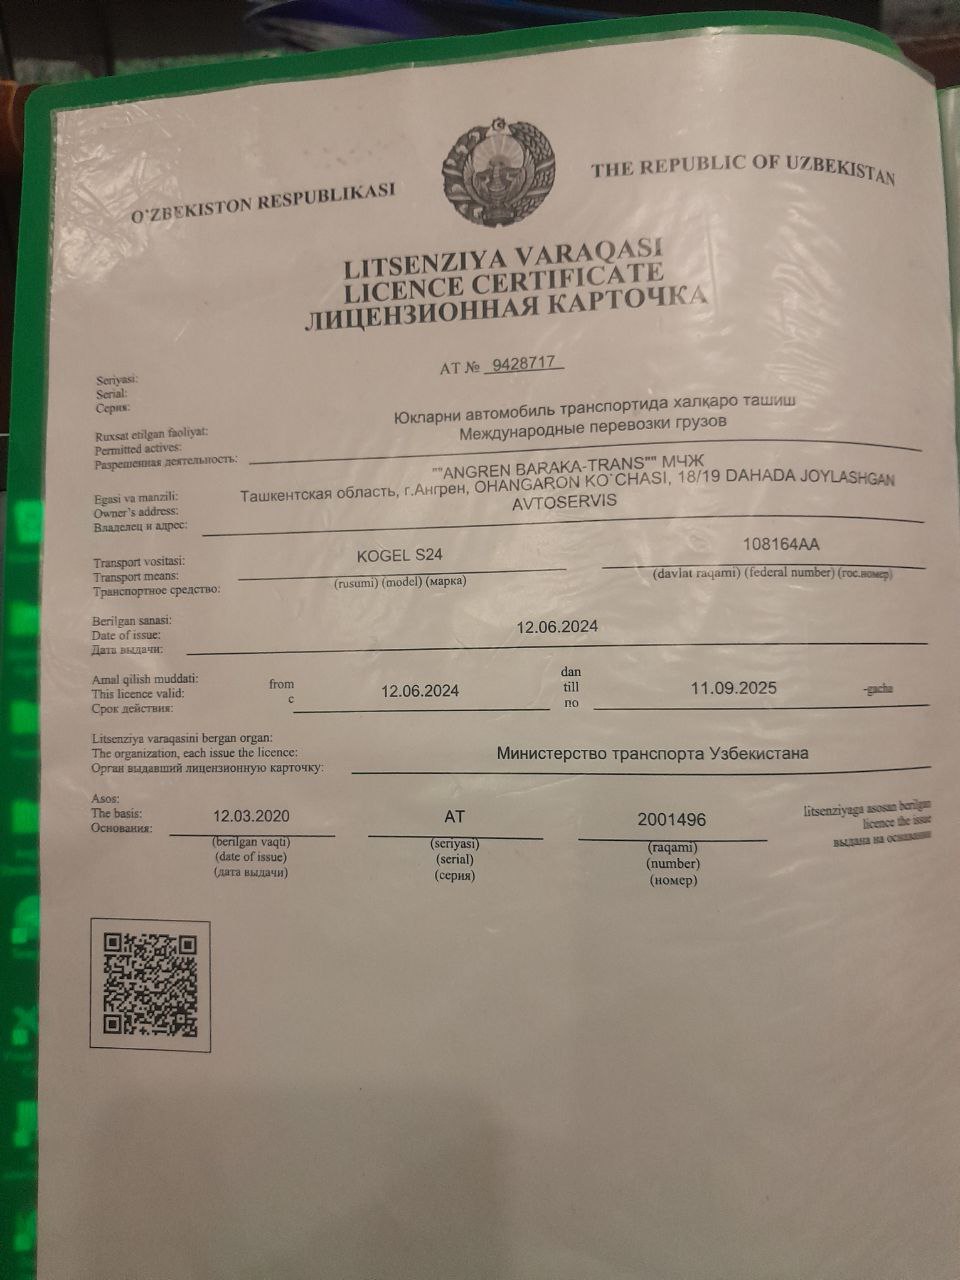 O‘ZBEKISTON RESPUBLIKASI
THE REPUBLIC OF UZBEKISTAN
LITSENZIYA VARAQASI
LICENCE CERTIFICATE
ЛИЦЕНЗИОННАЯ КАРТОЧКА
Seriyasi:
Serial:
Серия:
АТ № 9428717
Ruxsat etilgan faoliyat:
Permitted actives:
Разрешенная деятельность:
Юкларни автомобиль транспортида халқаро ташиш
Международные перевозки грузов
Egasi va manzili:
Owner's address:
Владелец и адрес:
""ANGREN BARAKA-TRANS"" МЧЖ
Ташкентская область, г.Ангрен, OHANGARON KO`CHASI, 18/19 DAHADA JOYLASHGAN
AVTOSERVIS
Transport vositasi:
Transport means:
Транспортное средство:
KOGEL S24
(rusumi) (model) (марка)
108164AA
(davlat raqami) (federal number) (гос.номер)
Berilgan sanasi:
Date of issue:
Дата выдачи:
12.06.2024
Amal qilish muddati:
This licence valid:
Срок действия:
from
с
12.06.2024
dan
till
по
11.09.2025
-gacha
Litsenziya varaqasini bergan organ:
The organization, each issue the licence:
Орган выдавший лицензионную карточку:
Министерство транспорта Узбекистана
Asos:
The basis:
Основания:
12.03.2020
(berilgan vaqti)
(date of issue)
(дата выдачи)
АТ
(seriyasi)
(serial)
(серия)
2001496
(raqami)
(number)
(номер)
litsenziyaga asosan berilgan
licence the issue
выдана на основании